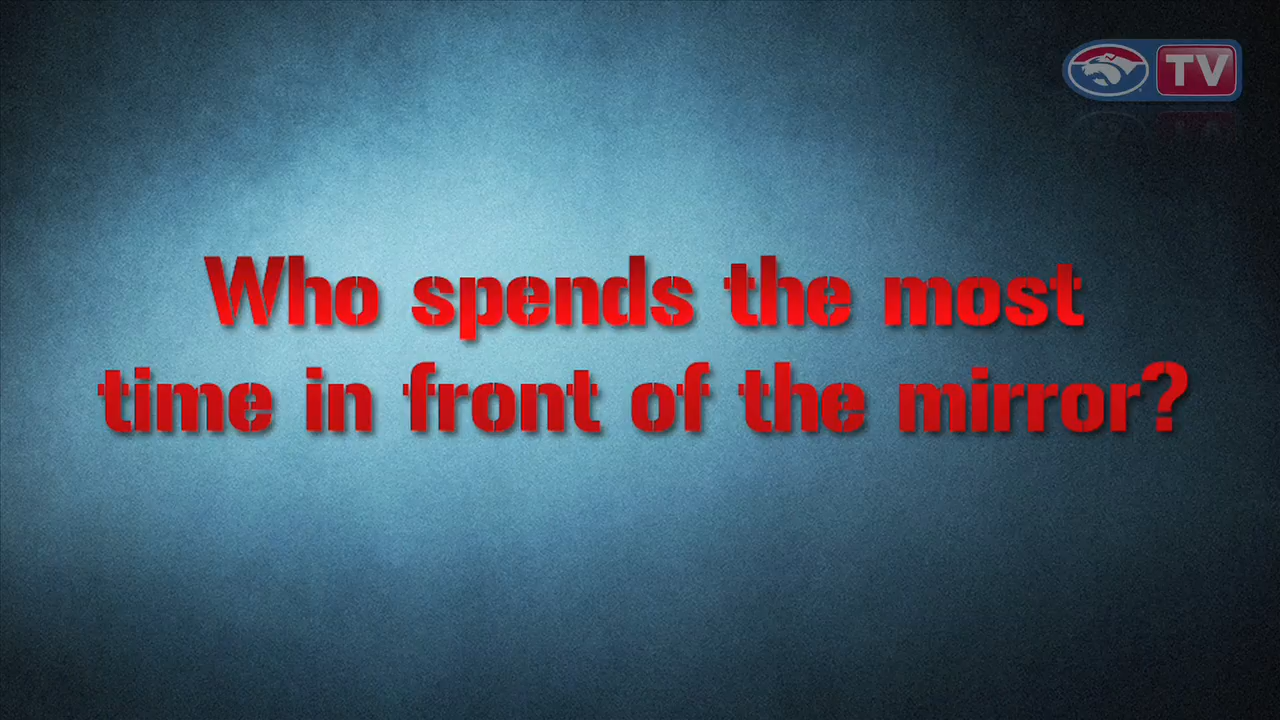 TV
Who spends the most
time in front of the mirror?